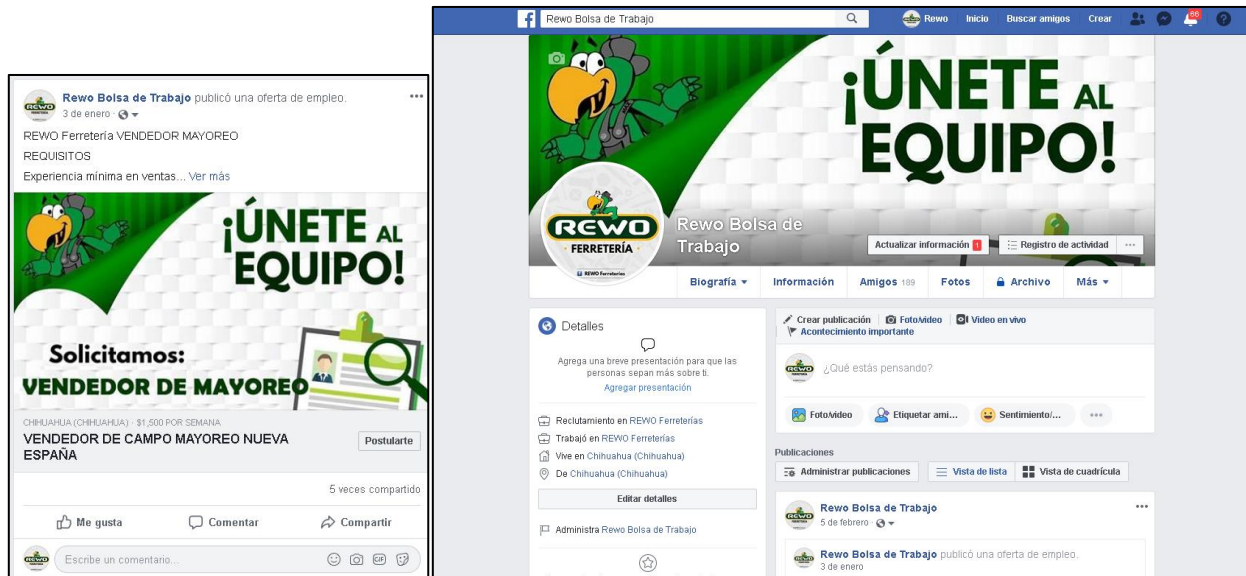 Rewo Bolsa de Trabajo publicó una oferta de empleo.
3 de enero
REWO Ferretería VENDEDOR MAYOREO
REQUISITOS
Experiencia mínima en ventas... Ver más
¡ÚNETE AL
EQUIPO!
Solicitamos:
VENDEDOR DE MAYOREO
CHIHUAHUA (CHIHUAHUA) · $1,500 POR SEMANA
VENDEDOR DE CAMPO MAYOREO NUEVA
ESPAÑA
Postularte
5 veces compartido
Me gusta
Comentar
Compartir
Escribe un comentario...
GIF
Rewo Bolsa de Trabajo
Rewo
Inicio
Buscar amigos
Crear
66
¡ÚNETE AL
EQUIPO!
REWO
FERRETERÍA
REWO Ferreterías
Rewo Bolsa de
Trabajo
Actualizar información 1
Registro de actividad
Biografía
Información
Amigos 189
Fotos
Archivo
Más
Detalles
Agrega una breve presentación para que las
personas sepan más sobre ti.
Agregar presentación
Reclutamiento en REWO Ferreterías
Trabajó en REWO Ferreterías
Vive en Chihuahua (Chihuahua)
De Chihuahua (Chihuahua)
Editar detalles
Administra Rewo Bolsa de Trabajo
Crear publicación
Foto/video
Video en vivo
Acontecimiento importante
¿Qué estás pensando?
Foto/video
Etiquetar ami...
Sentimiento/...
Publicaciones
Administrar publicaciones
Vista de lista
Vista de cuadrícula
Rewo Bolsa de Trabajo
5 de febrero
Rewo Bolsa de Trabajo publicó una oferta de empleo.
3 de enero